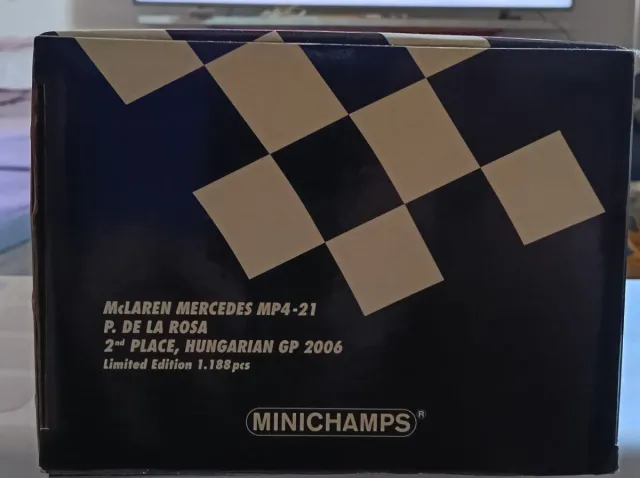 McLAREN MERCEDES MP4-21
P. DE LA ROSA
2nd PLACE, HUNGARIAN GP 2006
Limited Edition 1.188pcs
MINICHAMPS®